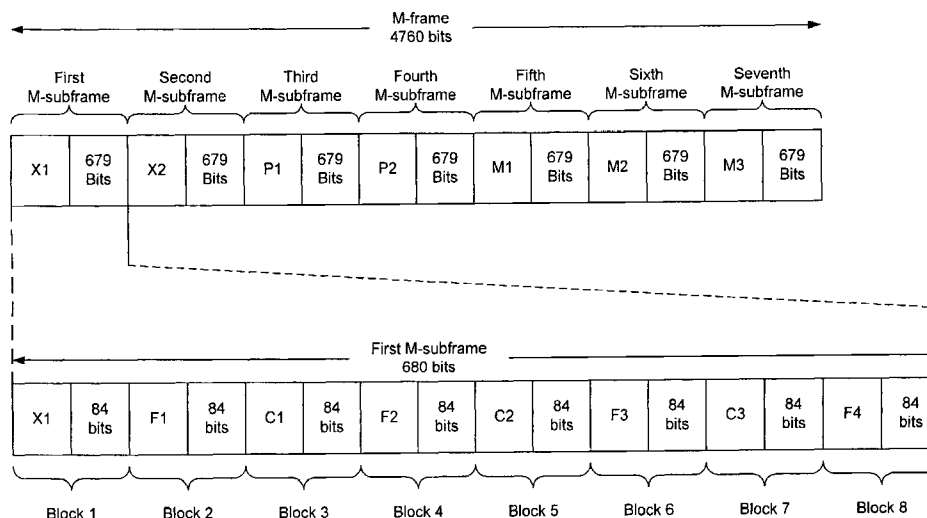 M-frame
4760 bits
First
M-subframe
Second
M-subframe
Third
M-subframe
Fourth
M-subframe
Fifth
M-subframe
Sixth
M-subframe
Seventh
M-subframe
X1
679
Bits
X2
679
Bits
P1
679
Bits
P2
679
Bits
M1
679
Bits
M2
679
Bits
M3
679
Bits
First M-subframe
680 bits
X1
84
bits
F1
84
bits
C1
84
bits
F2
84
bits
C2
84
bits
F3
84
bits
C3
84
bits
F4
84
bits
Block 1
Block 2
Block 3
Block 4
Block 5
Block 6
Block 7
Block 8